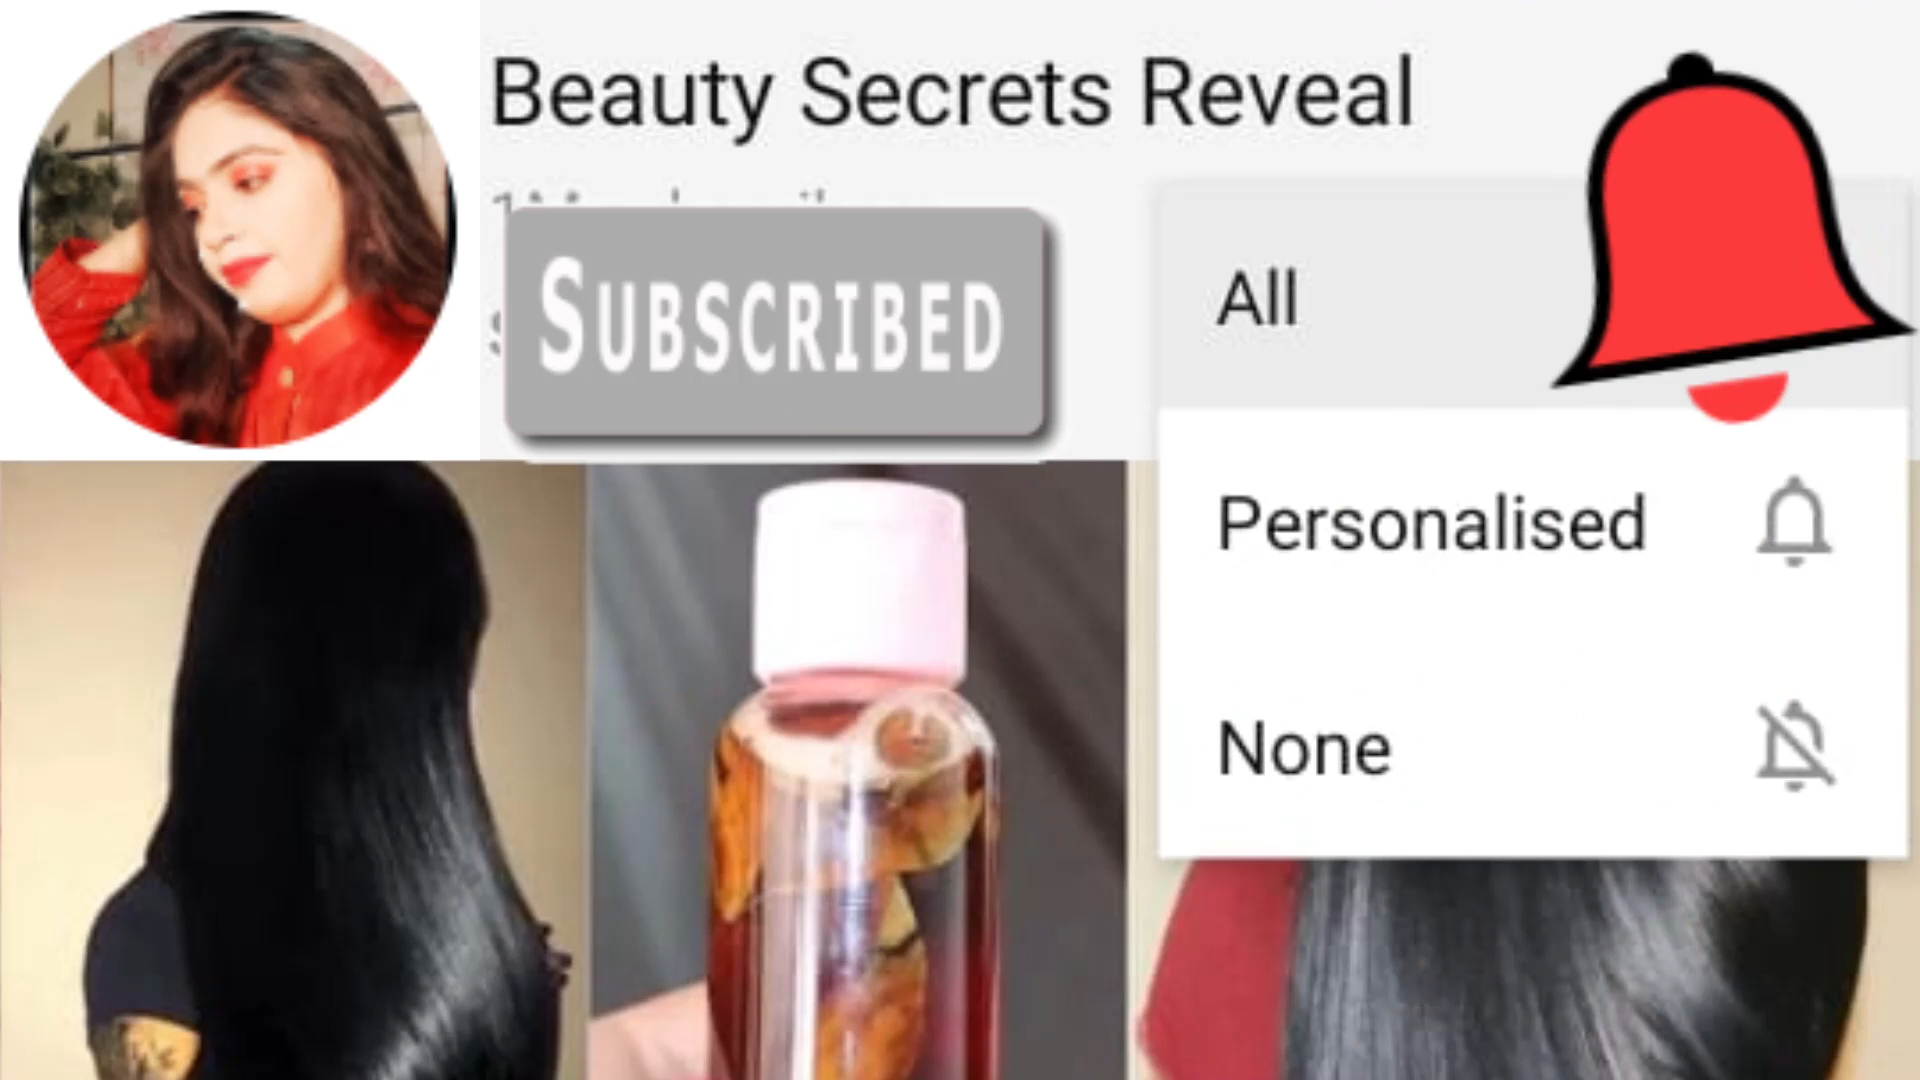 Beauty Secrets Reveal
SUBSCRIBED
All
Personalised
None